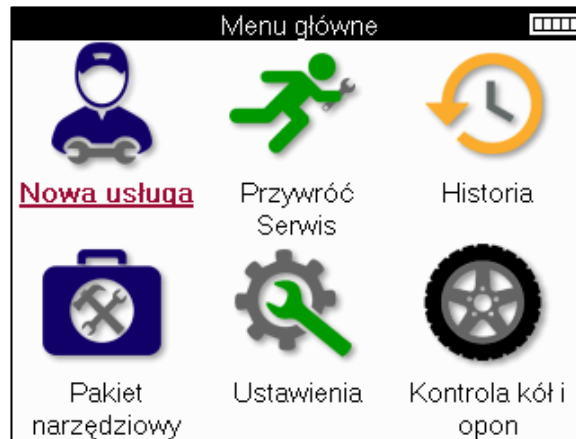 Menu główne
Nowa usługa
Przywróć
Serwis
Historia
Pakiet
narzędziowy
Ustawienia
Kontrola kół i
opon